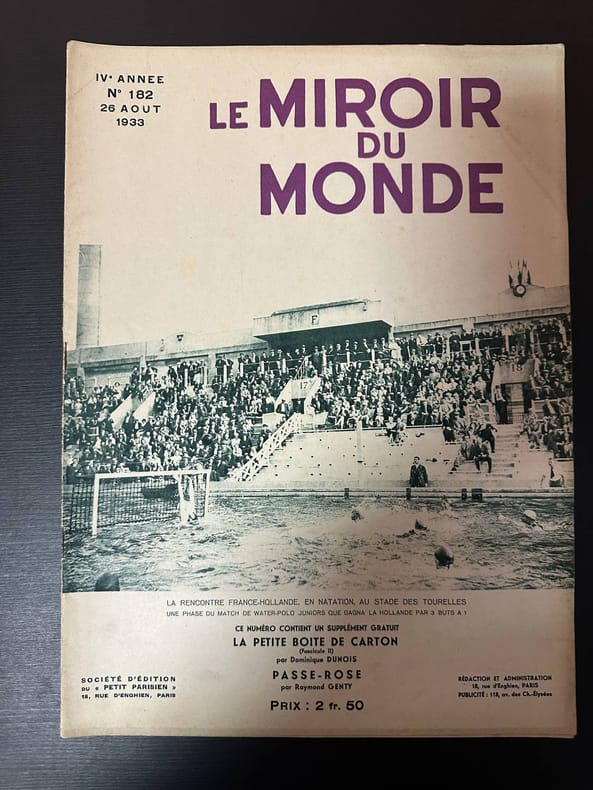 IVᵉ ANNEE
N° 182
26 AOUT
1933
LE MIROIR
DU
MONDE
F
17
18
LA RENCONTRE FRANCE-HOLLANDE, EN NATATION, AU STADE DES TOURELLES
UNE PHASE DU MATCH DE WATER-POLO JUNIORS QUE GAGNA LA HOLLANDE PAR 3 BUTS A 1
CE NUMÉRO CONTIENT UN SUPPLÉMENT GRATUIT
LA PETITE BOITE DE CARTON
(Fascicule II)
par Dominique DUNOIS
PASSE-ROSE
par Raymond GENTY
PRIX : 2 fr. 50
SOCIÉTÉ D'ÉDITION
DU « PETIT PARISIEN »
18, RUE D'ENGHIEN, PARIS
RÉDACTION ET ADMINISTRATION
18, rue d'Enghien, PARIS
PUBLICITÉ : 118, av. des Ch.-Élysées